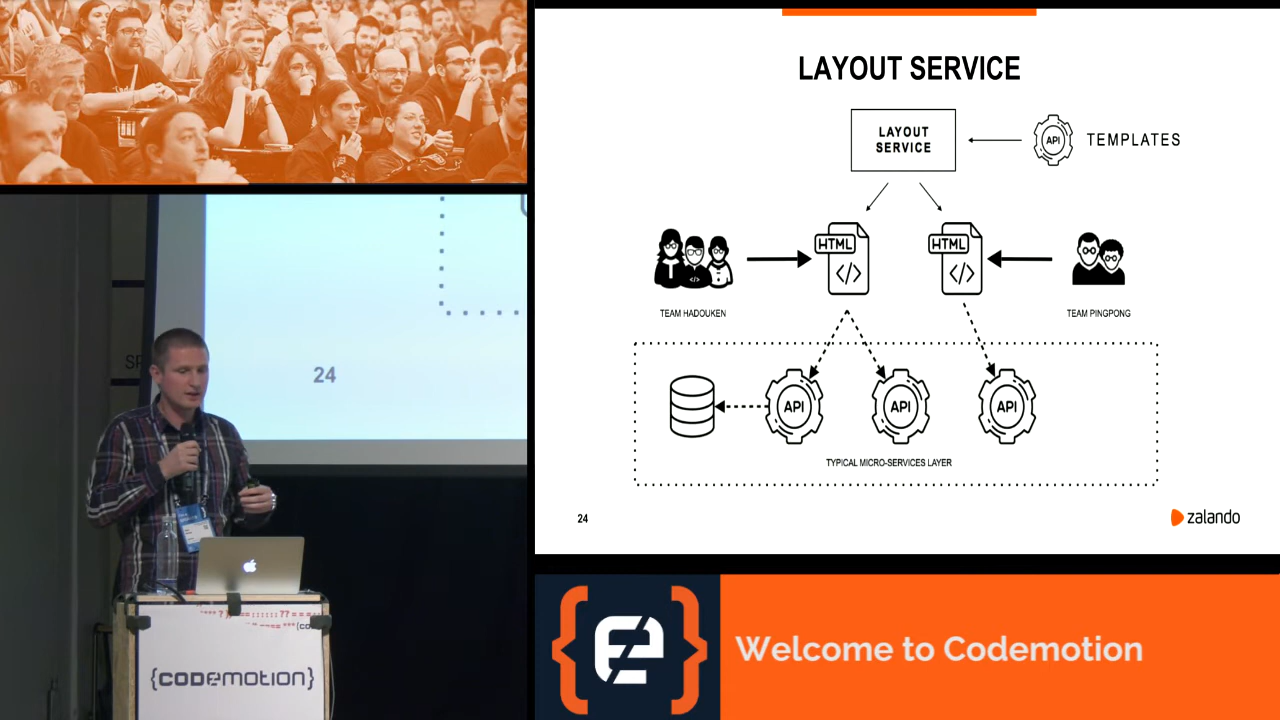 LAYOUT SERVICE
LAYOUT
SERVICE
API
TEMPLATES
HTML
</>
HTML
</>
TEAM HADOUKEN
TEAM PINGPONG
API
API
API
TYPICAL MICRO-SERVICES LAYER
24
zalando
SP
24
{CODEMOTION}
Welcome to Codemotion